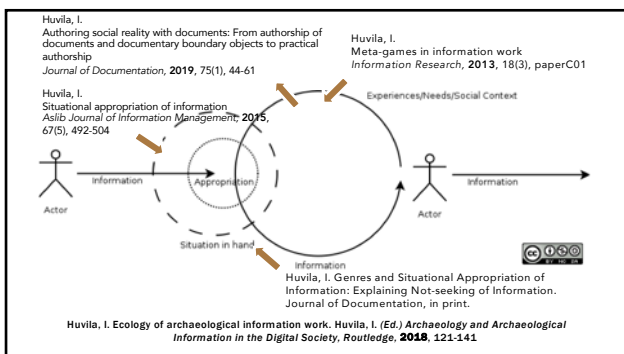 Huvila, I.
Authoring social reality with documents: From authorship of
documents and documentary boundary objects to practical
authorship
Journal of Documentation, 2019, 75(1), 44-61
Huvila, I.
Meta-games in information work
Information Research, 2013, 18(3), paperC01
Huvila, I.
Situational appropriation of information
Aslib Journal of Information Management, 2015,
67(5), 492-504
Experiences/Needs/Social Context
Information
Appropriation
Information
Actor
Actor
Situation in hand
Information
CC
BY NC SA
Huvila, I. Genres and Situational Appropriation of
Information: Explaining Not-seeking of Information.
Journal of Documentation, in print.
Huvila, I. Ecology of archaeological information work. Huvila, I. (Ed.) Archaeology and Archaeological
Information in the Digital Society, Routledge, 2018, 121-141